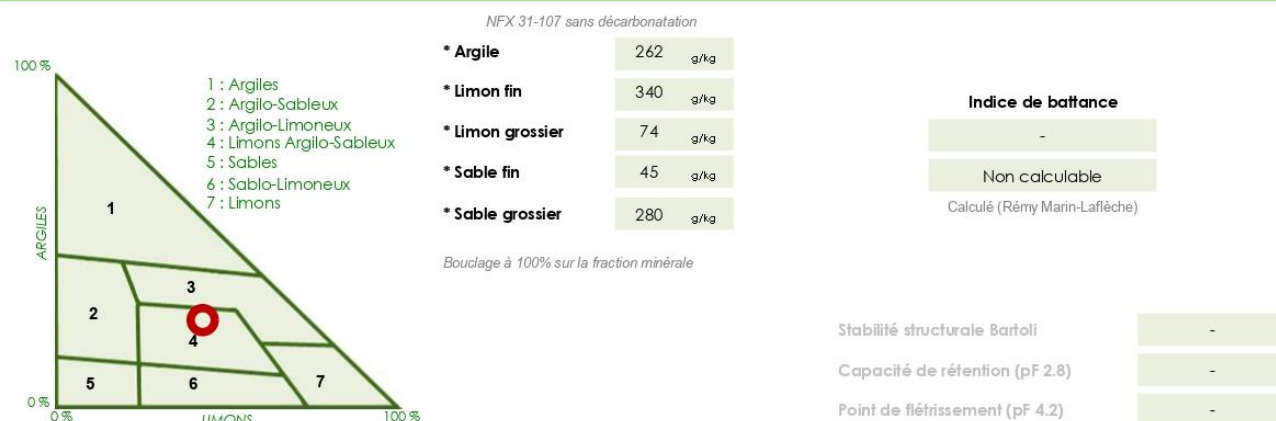 NFX 31-107 sans décarbonatation
* Argile 262 g/kg
* Limon fin 340 g/kg
* Limon grossier 74 g/kg
* Sable fin 45 g/kg
* Sable grossier 280 g/kg
Bouclage à 100% sur la fraction minérale
100 %
1 : Argiles
2 : Argilo-Sableux
3 : Argilo-Limoneux
4 : Limons Argilo-Sableux
5 : Sables
6 : Sablo-Limoneux
7 : Limons
ARGILES
1
3
2
4
5
6
7
0 %
0 %
LIMONS
100 %
Indice de battance
-
Non calculable
Calculé (Rémy Marin-Laflèche)
Stabilité structurale Bartoli -
Capacité de rétention (pF 2.8) -
Point de flétrissement (pF 4.2) -